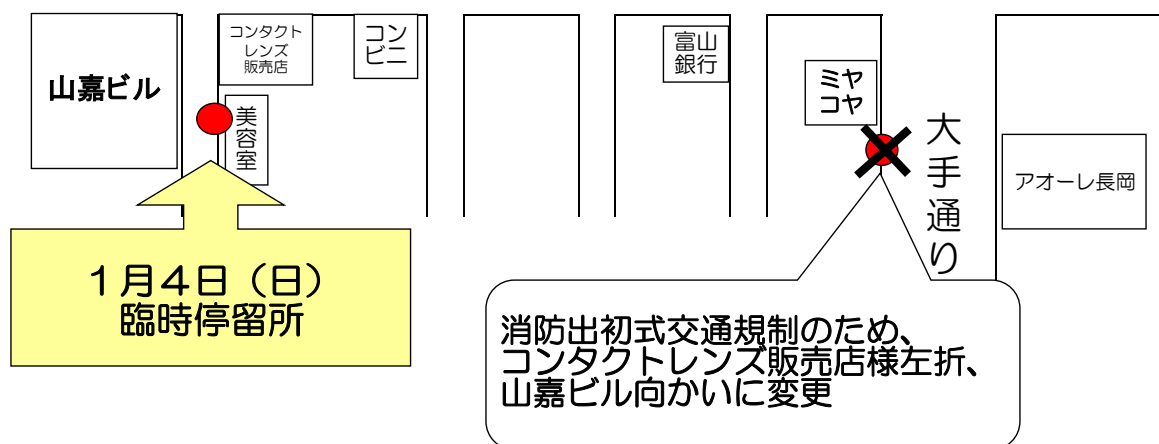 山嘉ビル
コンタクト
レンズ
販売店
コン
ビニ
美容室
富山
銀行
ミヤ
コヤ
大手通り
アオーレ長岡
1月4日（日）
臨時停留所
消防出初式交通規制のため、
コンタクトレンズ販売店様左折、
山嘉ビル向かいに変更